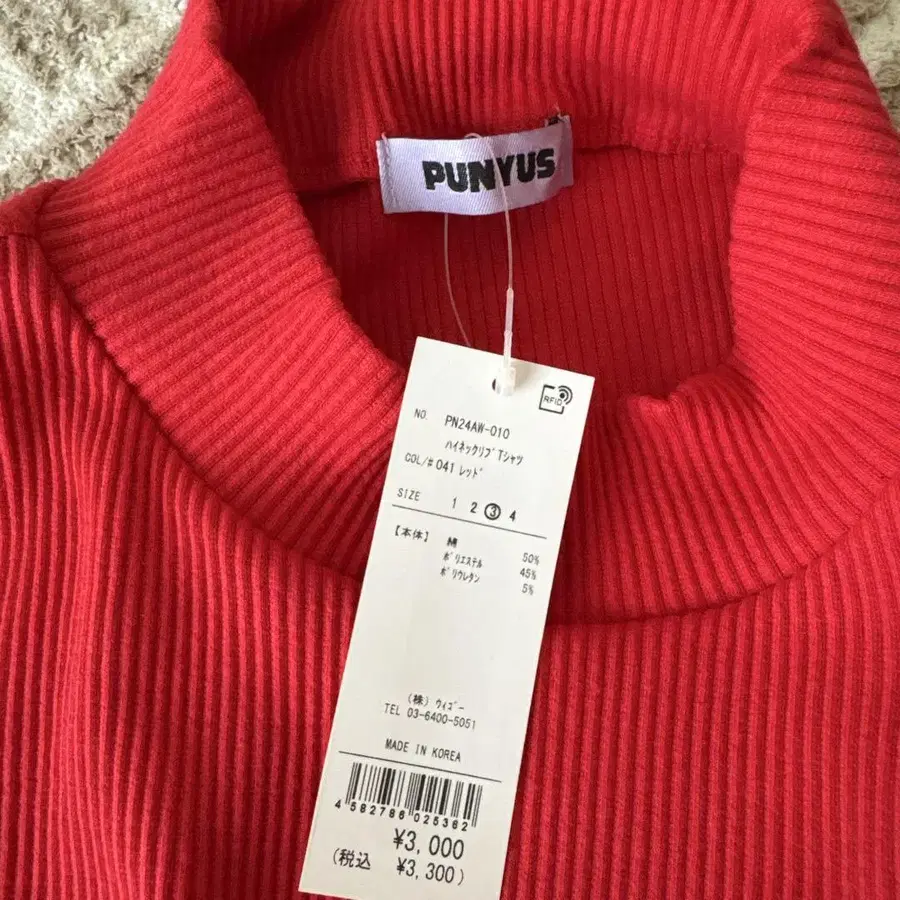 PUNYUS
RFID
NO. PN24AW-010
ハイネックリブTシャツ
COL/# 041 レッド
SIZE 1 2 ③ 4
【本体】 綿 50%
ポリエステル 45%
ポリウレタン 5%
(株) ウィゴー
TEL 03-6400-5051
MADE IN KOREA
4 582786 025362
¥3,000
(税込 ¥3,300)